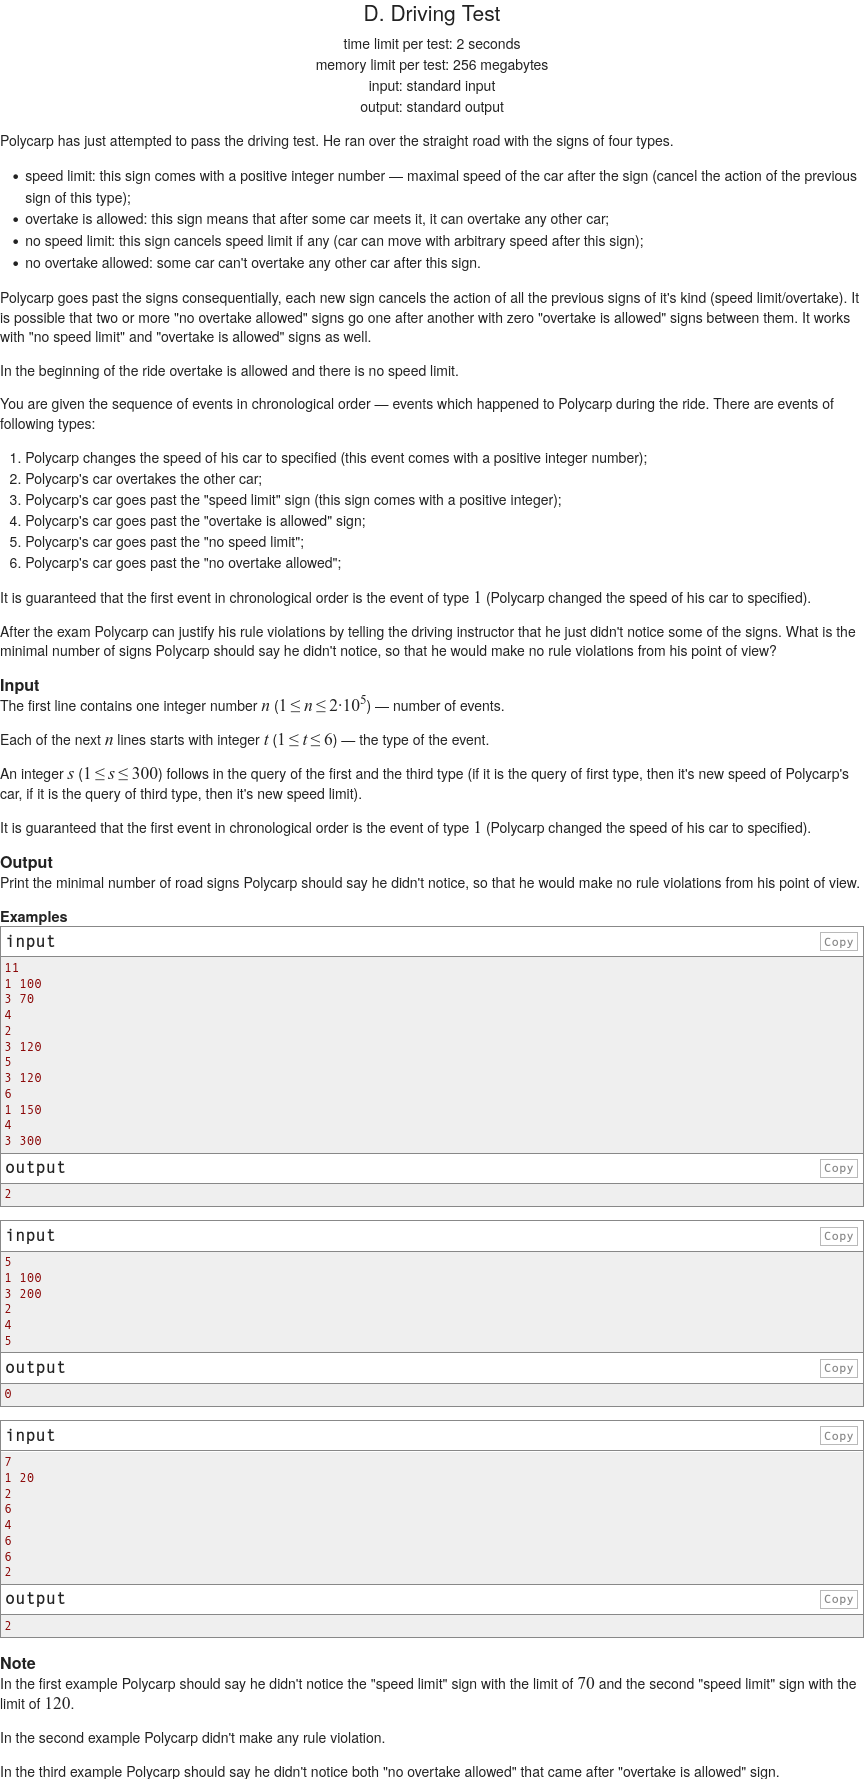 D. Driving Test
time limit per test: 2 seconds
memory limit per test: 256 megabytes
input: standard input
output: standard output
Polycarp has just attempted to pass the driving test. He ran over the straight road with the signs of four types.
• speed limit: this sign comes with a positive integer number — maximal speed of the car after the sign (cancel the action of the previous
sign of this type);
• overtake is allowed: this sign means that after some car meets it, it can overtake any other car;
• no speed limit: this sign cancels speed limit if any (car can move with arbitrary speed after this sign);
• no overtake allowed: some car can't overtake any other car after this sign.
Polycarp goes past the signs consequentially, each new sign cancels the action of all the previous signs of it's kind (speed limit/overtake). It
is possible that two or more "no overtake allowed" signs go one after another with zero "overtake is allowed" signs between them. It works
with "no speed limit" and "overtake is allowed" signs as well.
In the beginning of the ride overtake is allowed and there is no speed limit.
You are given the sequence of events in chronological order — events which happened to Polycarp during the ride. There are events of
following types:
1. Polycarp changes the speed of his car to specified (this event comes with a positive integer number);
2. Polycarp's car overtakes the other car;
3. Polycarp's car goes past the "speed limit" sign (this sign comes with a positive integer);
4. Polycarp's car goes past the "overtake is allowed" sign;
5. Polycarp's car goes past the "no speed limit";
6. Polycarp's car goes past the "no overtake allowed";
It is guaranteed that the first event in chronological order is the event of type 1 (Polycarp changed the speed of his car to specified).
After the exam Polycarp can justify his rule violations by telling the driving instructor that he just didn't notice some of the signs. What is the
minimal number of signs Polycarp should say he didn't notice, so that he would make no rule violations from his point of view?
Input
The first line contains one integer number n (1 ≤ n ≤ 2·10⁵) — number of events.
Each of the next n lines starts with integer t (1 ≤ t ≤ 6) — the type of the event.
An integer s (1 ≤ s ≤ 300) follows in the query of the first and the third type (if it is the query of first type, then it's new speed of Polycarp's
car, if it is the query of third type, then it's new speed limit).
It is guaranteed that the first event in chronological order is the event of type 1 (Polycarp changed the speed of his car to specified).
Output
Print the minimal number of road signs Polycarp should say he didn't notice, so that he would make no rule violations from his point of view.
Examples
input Copy
11
1 100
3 70
4
2
3 120
5
3 120
6
1 150
4
3 300
output Copy
2
input Copy
5
1 100
3 200
2
4
5
output Copy
0
input Copy
7
1 20
2
6
4
6
6
2
output Copy
2
Note
In the first example Polycarp should say he didn't notice the "speed limit" sign with the limit of 70 and the second "speed limit" sign with the
limit of 120.
In the second example Polycarp didn't make any rule violation.
In the third example Polycarp should say he didn't notice both "no overtake allowed" that came after "overtake is allowed" sign.